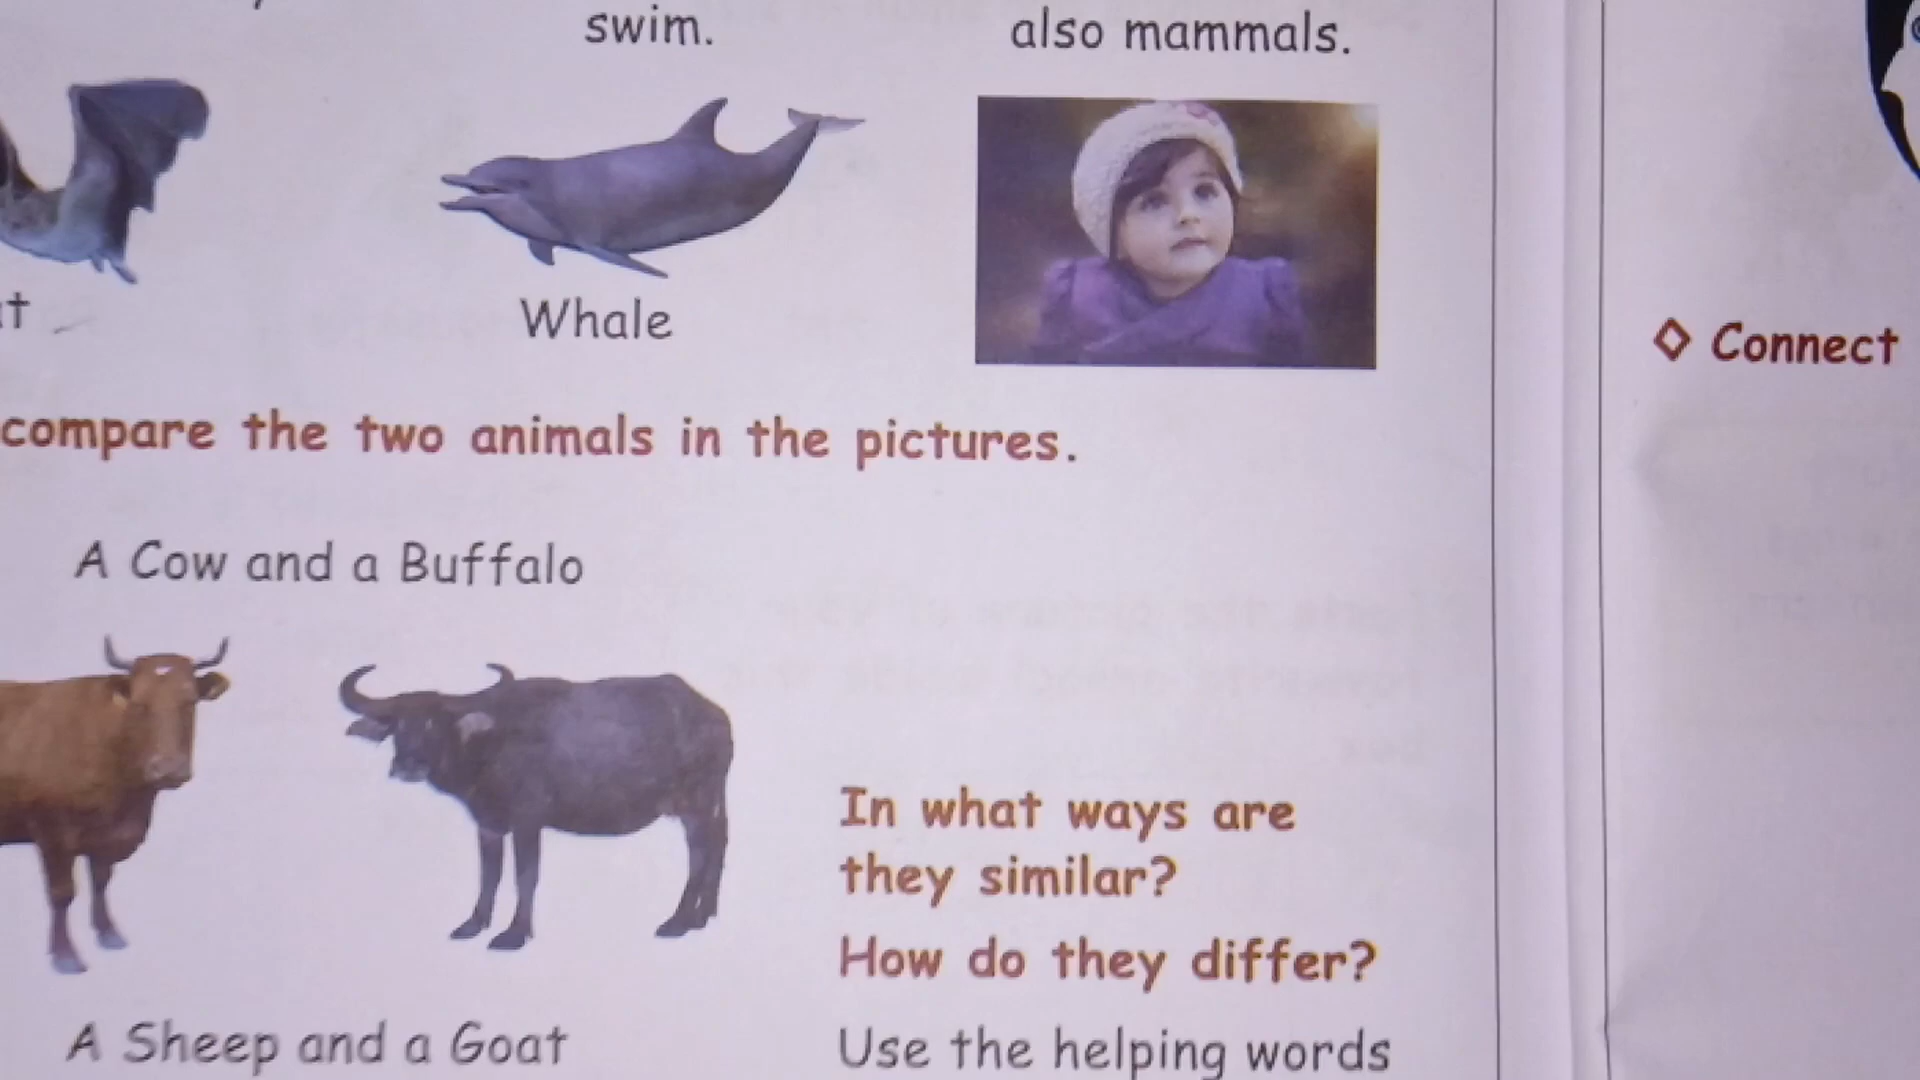 swim.
also mammals.
Whale
compare the two animals in the pictures.
A Cow and a Buffalo
In what ways are
they similar?
How do they differ?
A Sheep and a Goat
Use the helping words
◇ Connect